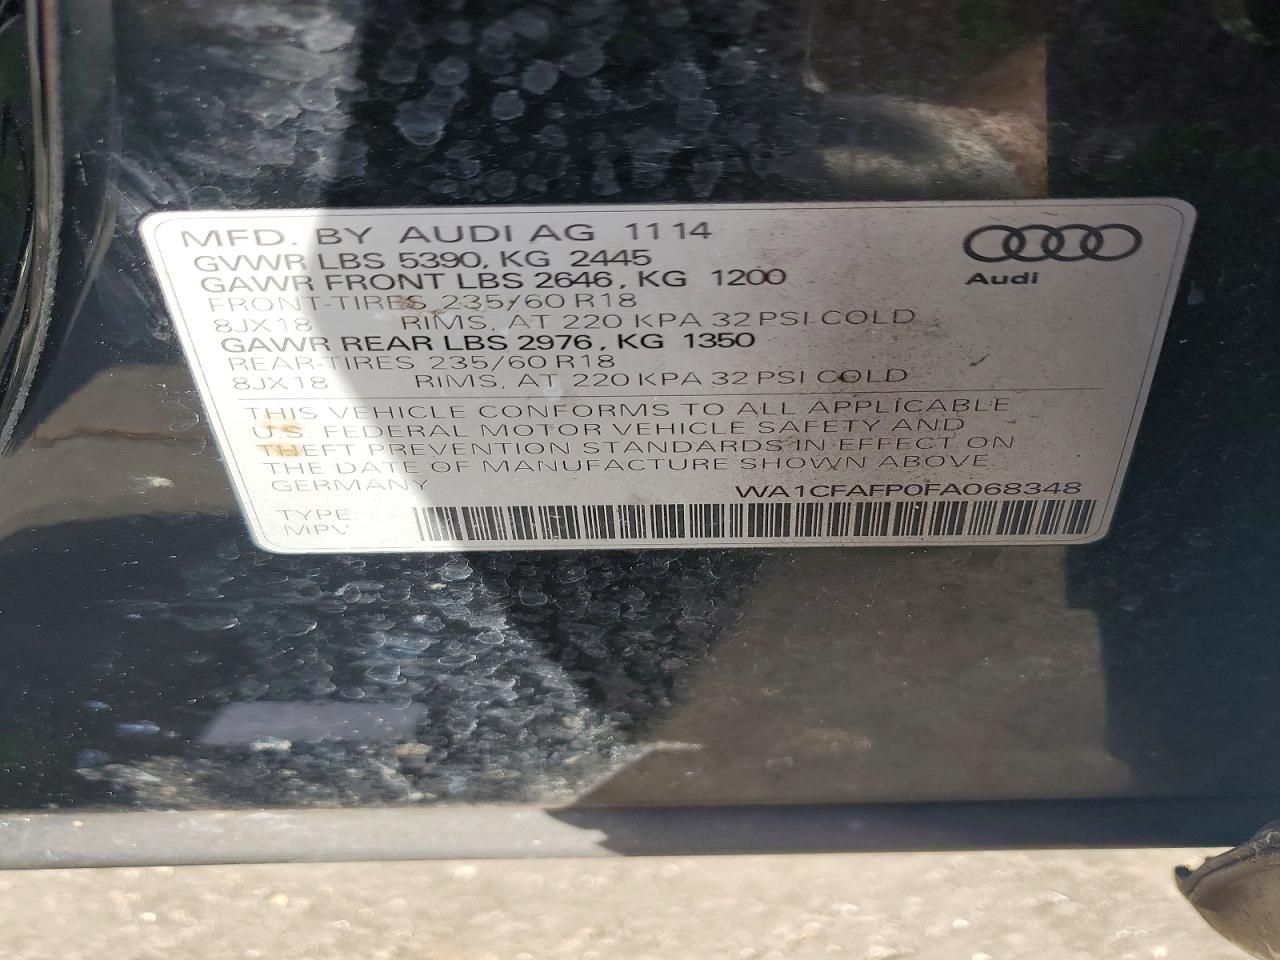 MFD. BY AUDI AG 11 14
GVWR LBS 5390, KG 2445
GAWR FRONT LBS 2646, KG 1200
FRONT-TIRES 235/60 R18
8JX18 RIMS, AT 220 KPA 32 PSI COLD
GAWR REAR LBS 2976, KG 1350
REAR-TIRES 235/60 R18
8JX18 RIMS, AT 220 KPA 32 PSI COLD
Audi
THIS VEHICLE CONFORMS TO ALL APPLICABLE
U.S. FEDERAL MOTOR VEHICLE SAFETY AND
THEFT PREVENTION STANDARDS IN EFFECT ON
THE DATE OF MANUFACTURE SHOWN ABOVE.
GERMANY WA1CFAFP0FA068348
TYPE
MPV